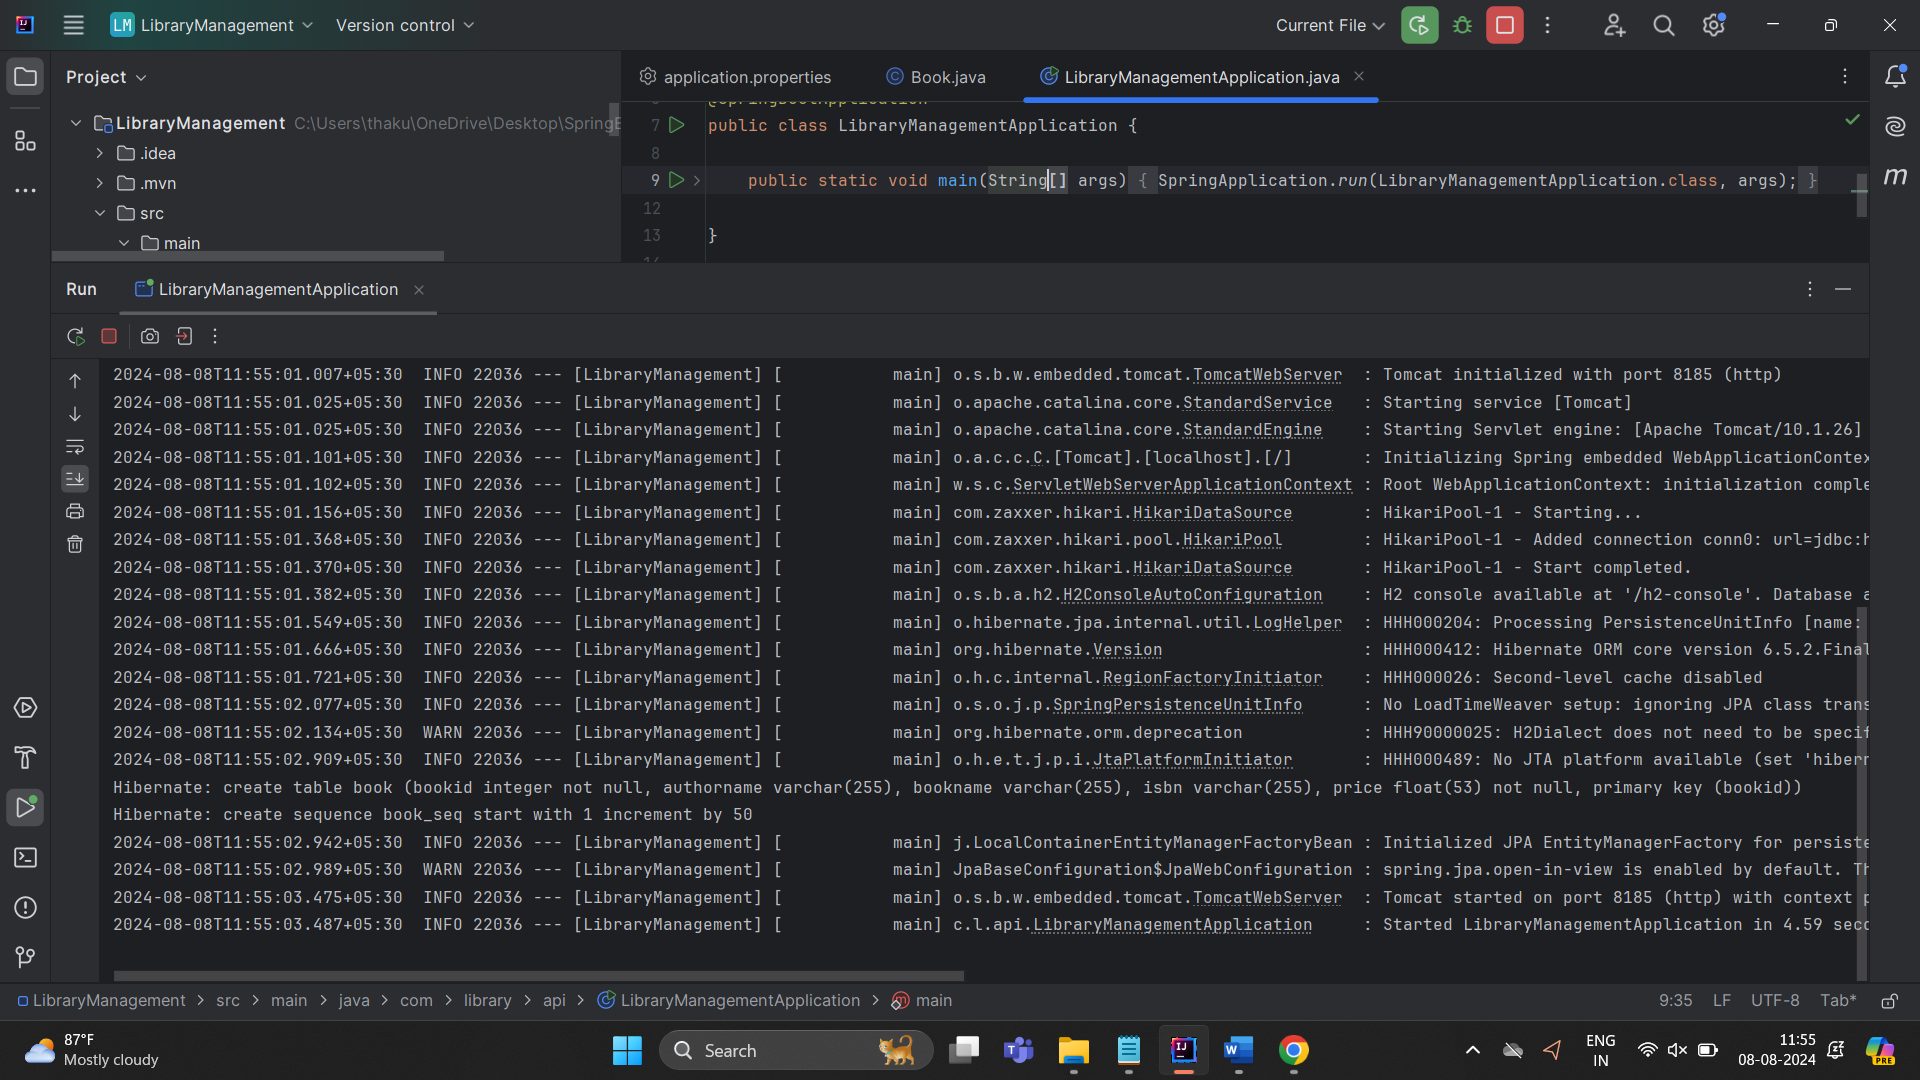 LM LibraryManagement Version control Current File
Project
application.properties Book.java LibraryManagementApplication.java
LibraryManagement C:\Users\thaku\OneDrive\Desktop\Spring
.idea
.mvn
src
main
7 public class LibraryManagementApplication {
8
9 public static void main(String[] args) { SpringApplication.run(LibraryManagementApplication.class, args); }
12
13 }
Run LibraryManagementApplication
2024-08-08T11:55:01.007+05:30 INFO 22036 --- [LibraryManagement] [ main] o.s.b.w.embedded.tomcat.TomcatWebServer : Tomcat initialized with port 8185 (http)
2024-08-08T11:55:01.025+05:30 INFO 22036 --- [LibraryManagement] [ main] o.apache.catalina.core.StandardService : Starting service [Tomcat]
2024-08-08T11:55:01.025+05:30 INFO 22036 --- [LibraryManagement] [ main] o.apache.catalina.core.StandardEngine : Starting Servlet engine: [Apache Tomcat/10.1.26]
2024-08-08T11:55:01.101+05:30 INFO 22036 --- [LibraryManagement] [ main] o.a.c.c.C.[Tomcat].[localhost].[/] : Initializing Spring embedded WebApplicationContex
2024-08-08T11:55:01.102+05:30 INFO 22036 --- [LibraryManagement] [ main] w.s.c.ServletWebServerApplicationContext : Root WebApplicationContext: initialization comple
2024-08-08T11:55:01.156+05:30 INFO 22036 --- [LibraryManagement] [ main] com.zaxxer.hikari.HikariDataSource : HikariPool-1 - Starting...
2024-08-08T11:55:01.368+05:30 INFO 22036 --- [LibraryManagement] [ main] com.zaxxer.hikari.pool.HikariPool : HikariPool-1 - Added connection conn0: url=jdbc:h
2024-08-08T11:55:01.370+05:30 INFO 22036 --- [LibraryManagement] [ main] com.zaxxer.hikari.HikariDataSource : HikariPool-1 - Start completed.
2024-08-08T11:55:01.382+05:30 INFO 22036 --- [LibraryManagement] [ main] o.s.b.a.h2.H2ConsoleAutoConfiguration : H2 console available at '/h2-console'. Database a
2024-08-08T11:55:01.549+05:30 INFO 22036 --- [LibraryManagement] [ main] o.hibernate.jpa.internal.util.LogHelper : HHH000204: Processing PersistenceUnitInfo [name:
2024-08-08T11:55:01.666+05:30 INFO 22036 --- [LibraryManagement] [ main] org.hibernate.Version : HHH000412: Hibernate ORM core version 6.5.2.Final
2024-08-08T11:55:01.721+05:30 INFO 22036 --- [LibraryManagement] [ main] o.h.c.internal.RegionFactoryInitiator : HHH000026: Second-level cache disabled
2024-08-08T11:55:02.077+05:30 INFO 22036 --- [LibraryManagement] [ main] o.s.o.j.p.SpringPersistenceUnitInfo : No LoadTimeWeaver setup: ignoring JPA class trans
2024-08-08T11:55:02.134+05:30 WARN 22036 --- [LibraryManagement] [ main] org.hibernate.orm.deprecation : HHH90000025: H2Dialect does not need to be specif
2024-08-08T11:55:02.909+05:30 INFO 22036 --- [LibraryManagement] [ main] o.h.e.t.j.p.i.JtaPlatformInitiator : HHH000489: No JTA platform available (set 'hibern
Hibernate: create table book (bookid integer not null, authorname varchar(255), bookname varchar(255), isbn varchar(255), price float(53) not null, primary key (bookid))
Hibernate: create sequence book_seq start with 1 increment by 50
2024-08-08T11:55:02.942+05:30 INFO 22036 --- [LibraryManagement] [ main] j.LocalContainerEntityManagerFactoryBean : Initialized JPA EntityManagerFactory for persiste
2024-08-08T11:55:02.989+05:30 WARN 22036 --- [LibraryManagement] [ main] JpaBaseConfiguration$JpaWebConfiguration : spring.jpa.open-in-view is enabled by default. Th
2024-08-08T11:55:03.475+05:30 INFO 22036 --- [LibraryManagement] [ main] o.s.b.w.embedded.tomcat.TomcatWebServer : Tomcat started on port 8185 (http) with context p
2024-08-08T11:55:03.487+05:30 INFO 22036 --- [LibraryManagement] [ main] c.l.api.LibraryManagementApplication : Started LibraryManagementApplication in 4.59 seco
LibraryManagement > src > main > java > com > library > api > LibraryManagementApplication > main 9:35 LF UTF-8 Tab*
87°F
Mostly cloudy
Search
ENG
IN
11:55
08-08-2024
PRE